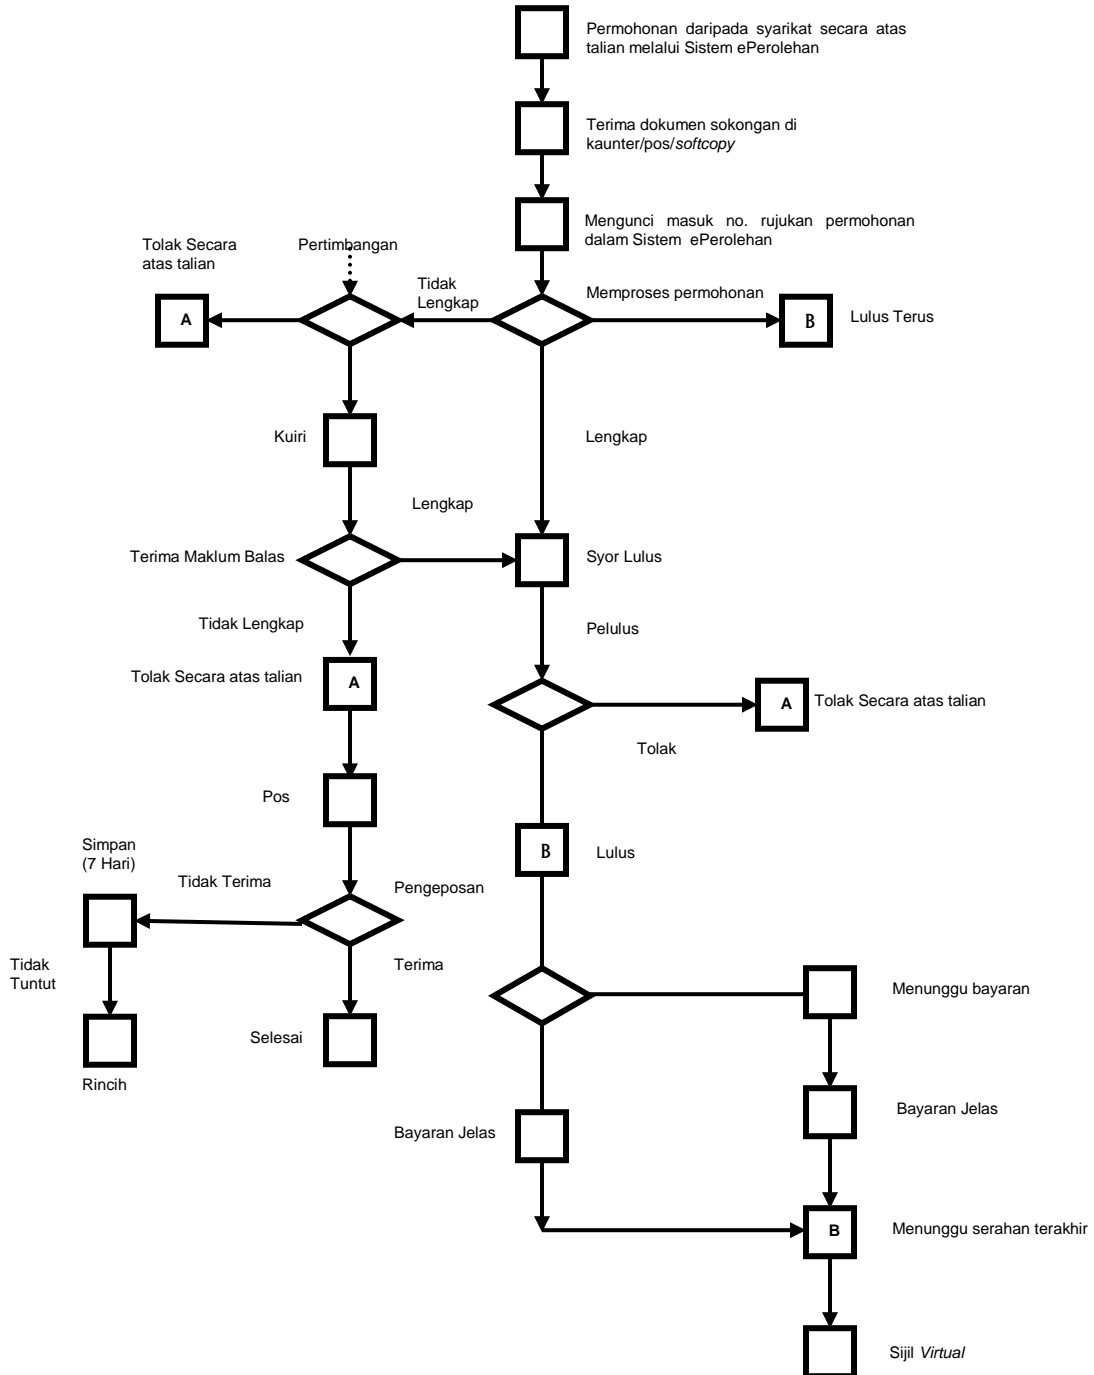 Permohonan daripada syarikat secara atas
talian melalui Sistem ePerolehan
Terima dokumen sokongan di
kaunter/pos/softcopy
Mengunci masuk no. rujukan permohonan
dalam Sistem ePerolehan
Tolak Secara
atas talian
Pertimbangan
Tidak
Lengkap
Memproses permohonan
A
B
Lulus Terus
Kuiri
Lengkap
Lengkap
Terima Maklum Balas
Syor Lulus
Tidak Lengkap
Pelulus
Tolak Secara atas talian
A
A
Tolak Secara atas talian
Tolak
Pos
B
Lulus
Simpan
(7 Hari)
Tidak Terima
Pengeposan
Tidak
Tuntut
Terima
Menunggu bayaran
Selesai
Rincih
Bayaran Jelas
Bayaran Jelas
B
Menunggu serahan terakhir
Sijil Virtual